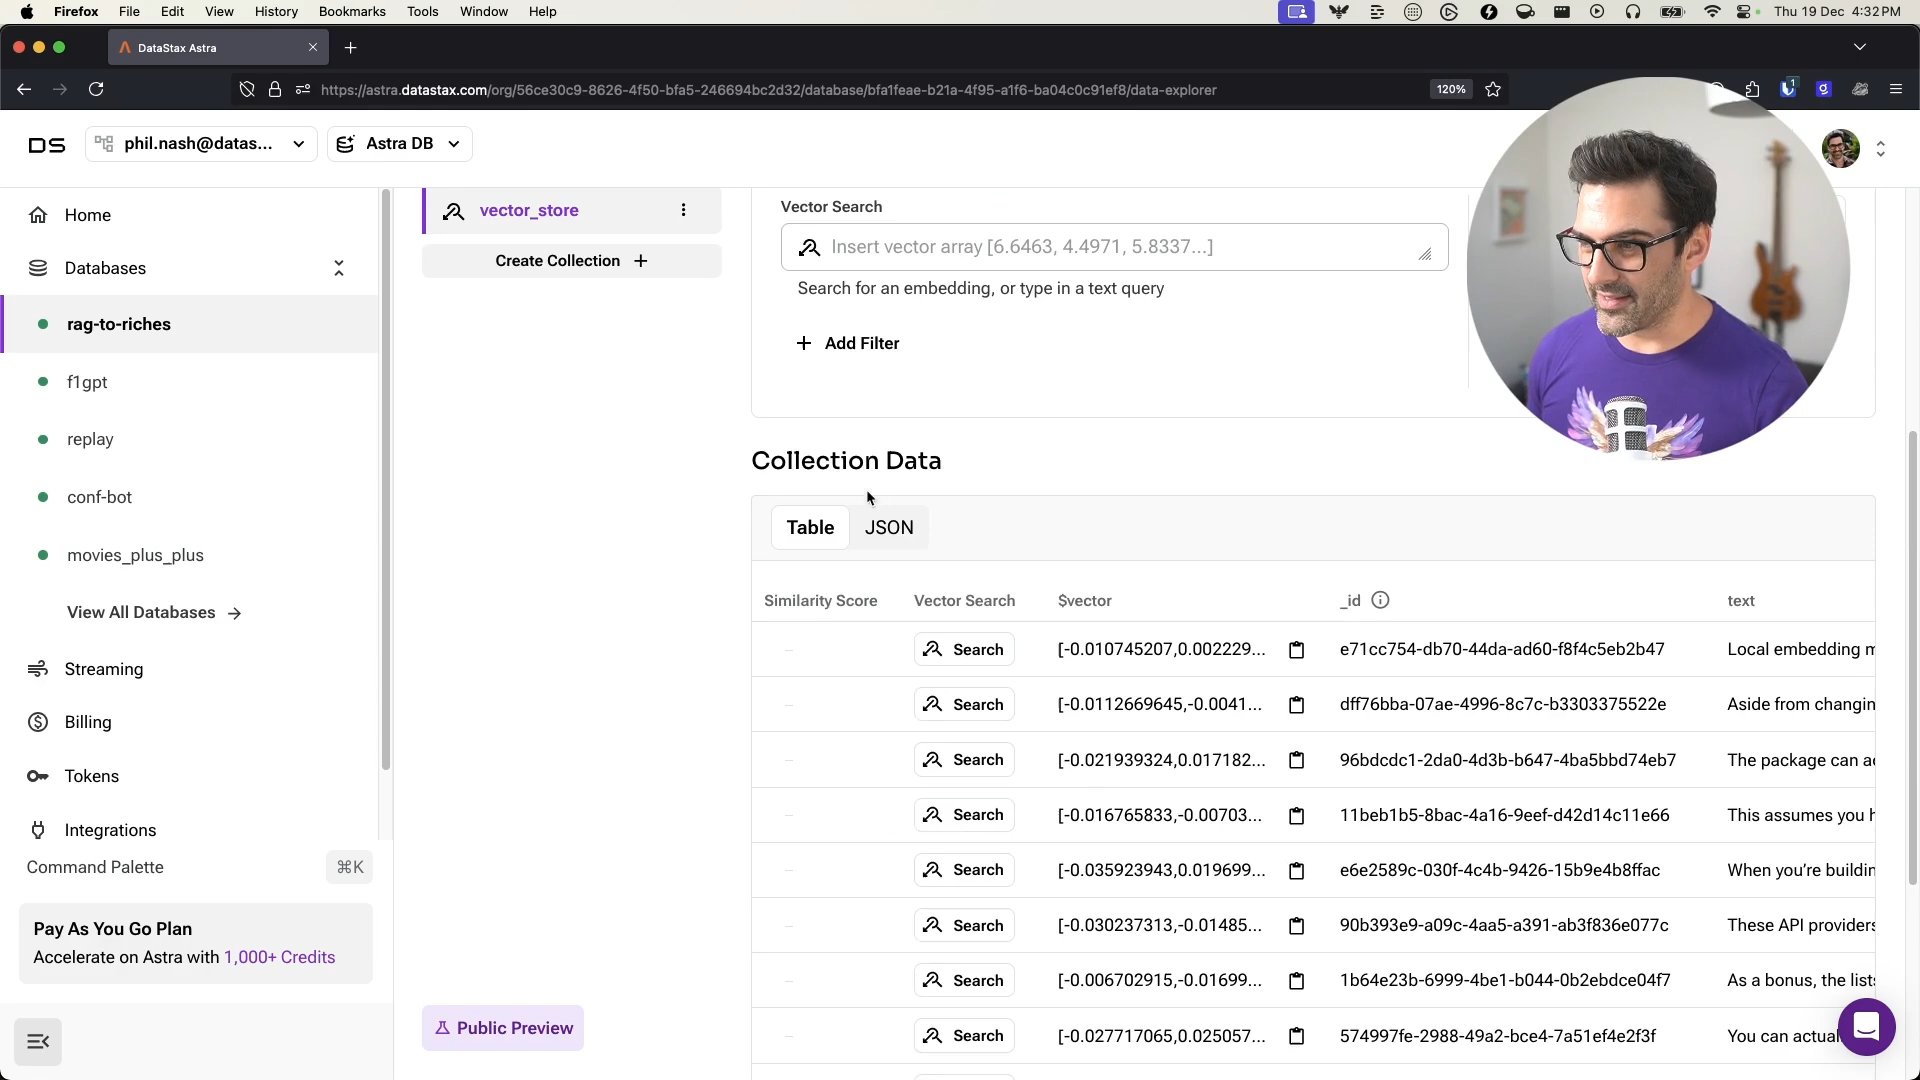 Firefox File Edit View History Bookmarks Tools Window Help Thu 19 Dec 4:32 PM
DataStax Astra
https://astra.datastax.com/org/56ce30c9-8626-4f50-bfa5-246694bc2d32/database/bfa1feae-b21a-4f95-a1f6-ba04c0c91ef8/data-explorer 120% 1
DS phil.nash@datas... Astra DB
Home
Databases
rag-to-riches
f1gpt
replay
conf-bot
movies_plus_plus
View All Databases
Streaming
Billing
Tokens
Integrations
Command Palette ⌘K
Pay As You Go Plan
Accelerate on Astra with 1,000+ Credits
vector_store
Create Collection +
Public Preview
Vector Search
Insert vector array [6.6463, 4.4971, 5.8337...]
Search for an embedding, or type in a text query
+ Add Filter
Collection Data
Table JSON
Similarity Score Vector Search $vector _id text
– Search [-0.010745207,0.002229... e71cc754-db70-44da-ad60-f8f4c5eb2b47 Local embedding m
– Search [-0.0112669645,-0.0041... dff76bba-07ae-4996-8c7c-b3303375522e Aside from changin
– Search [-0.021939324,0.017182... 96bdcdc1-2da0-4d3b-b647-4ba5bbd74eb7 The package can a
– Search [-0.016765833,-0.00703... 11beb1b5-8bac-4a16-9eef-d42d14c11e66 This assumes you h
– Search [-0.035923943,0.019699... e6e2589c-030f-4c4b-9426-15b9e4b8ffac When you’re buildin
– Search [-0.030237313,-0.01485... 90b393e9-a09c-4aa5-a391-ab3f836e077c These API providers
– Search [-0.006702915,-0.01699... 1b64e23b-6999-4be1-b044-0b2ebdce04f7 As a bonus, the list
– Search [-0.027717065,0.025057... 574997fe-2988-49a2-bce4-7a51ef4e2f3f You can actual